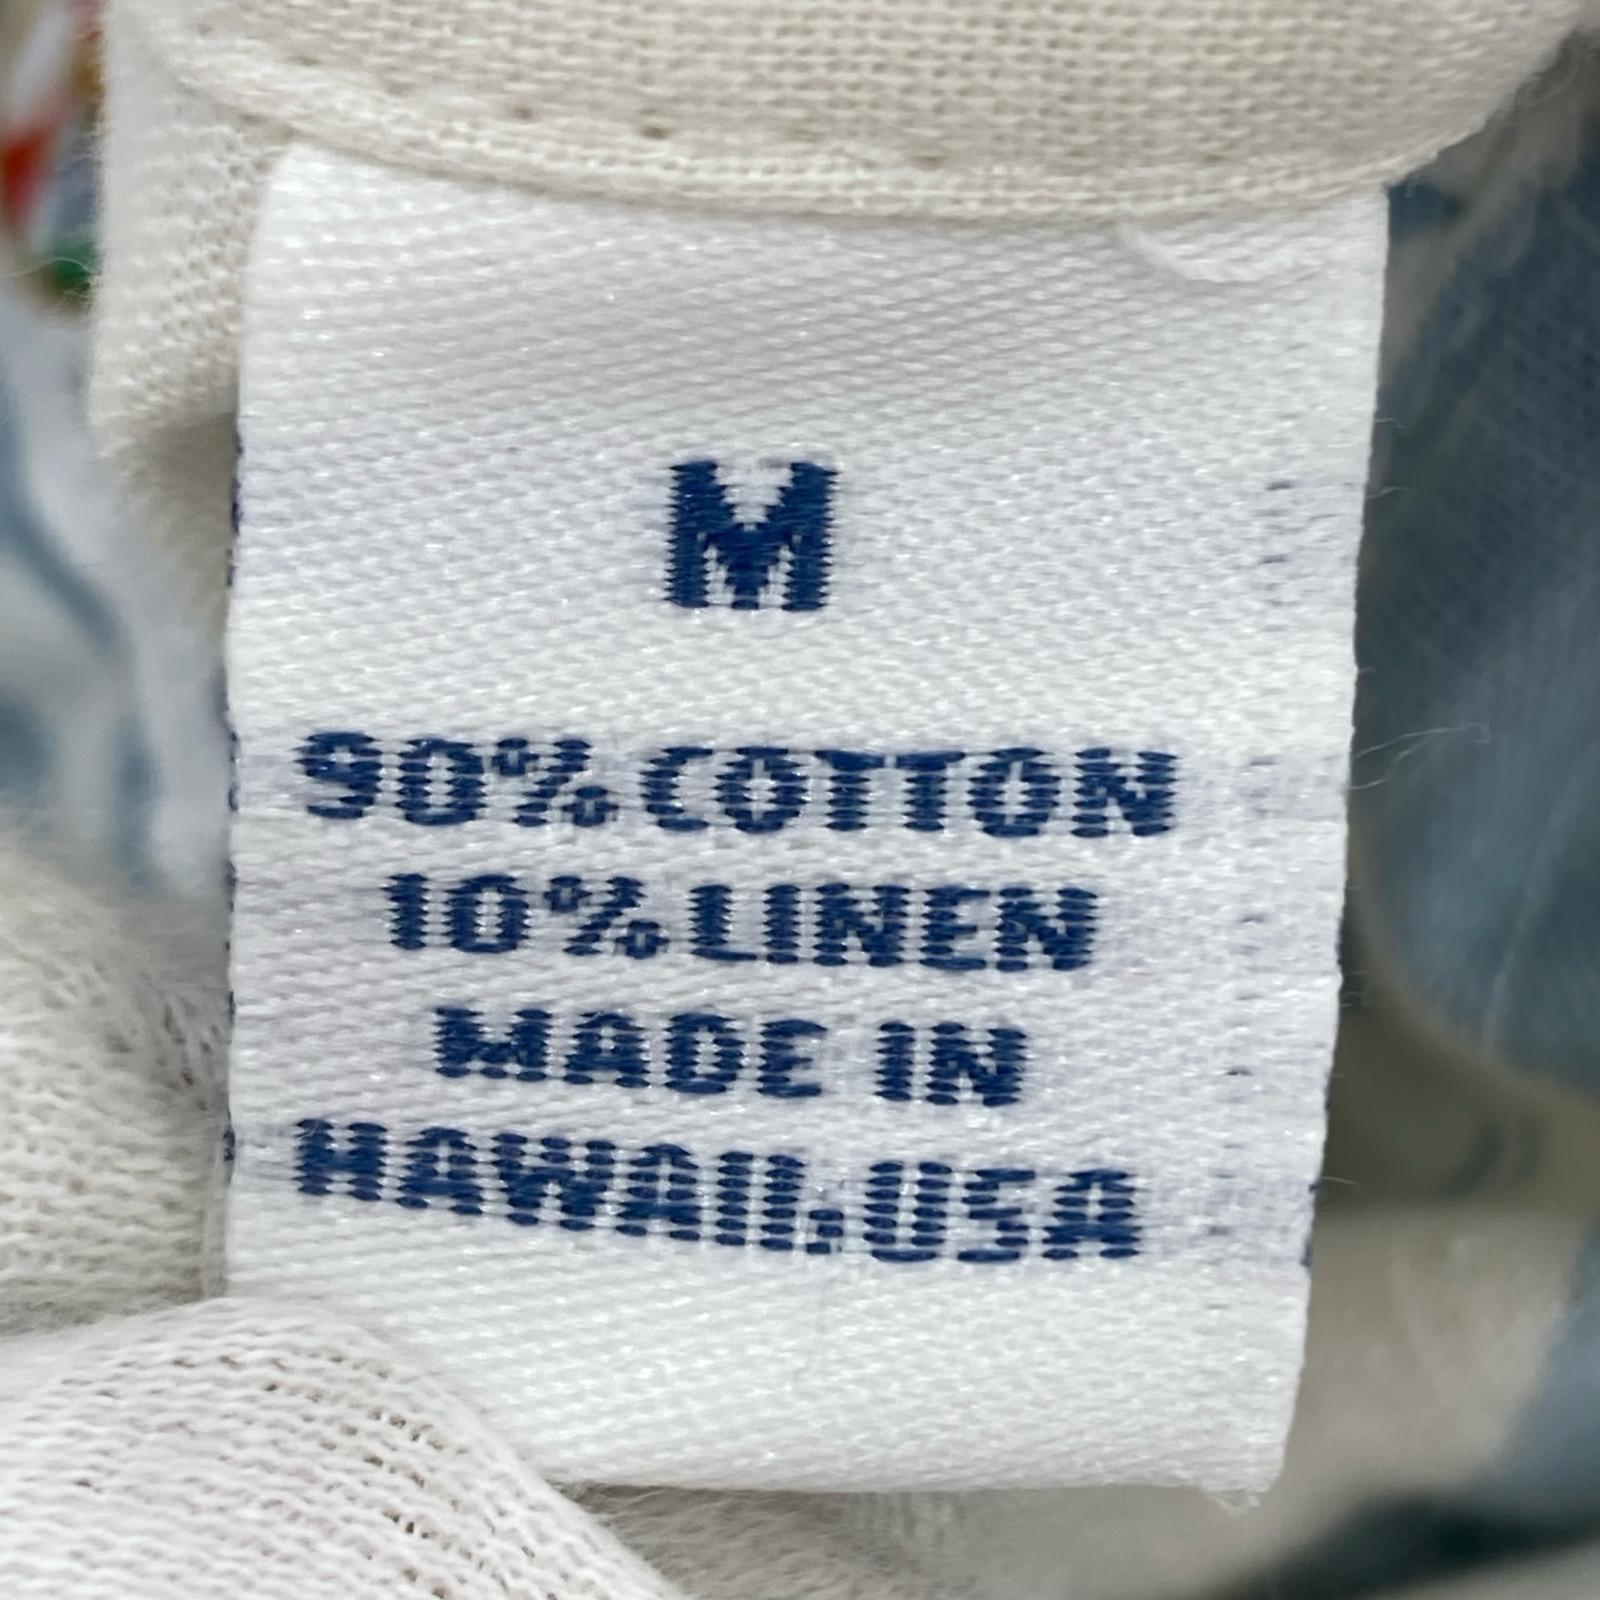 M
90% COTTON
10% LINEN
MADE IN
HAWAII.USA